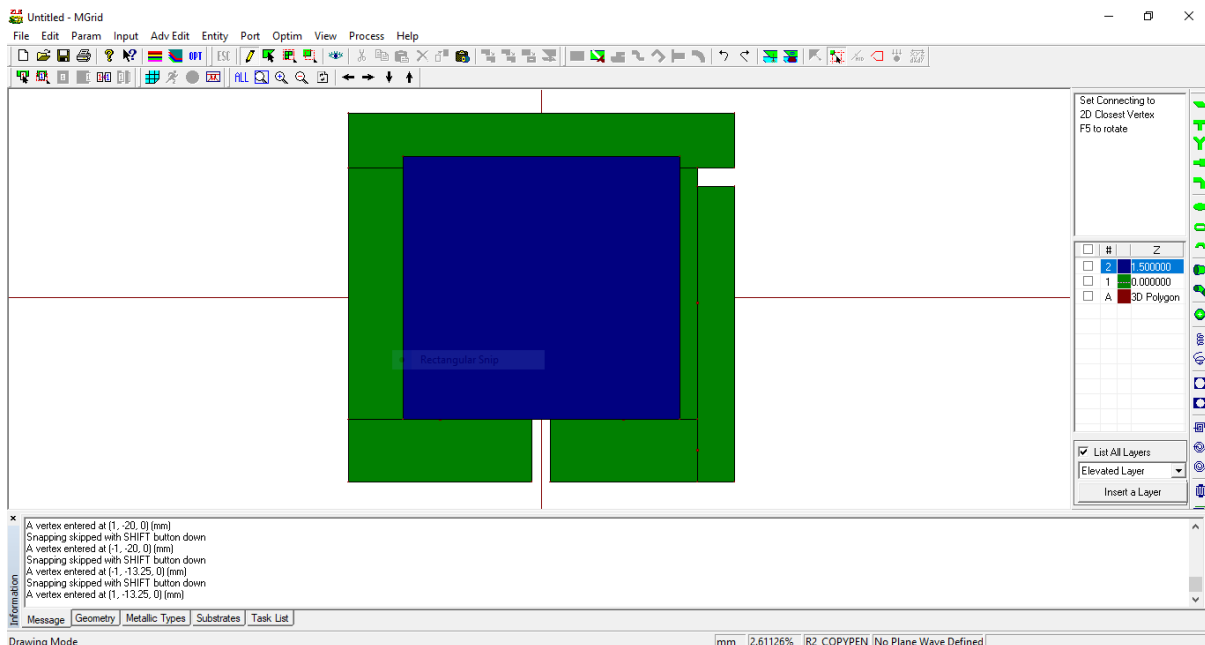 Untitled - MGrid
File Edit Param Input Adv Edit Entity Port Optim View Process Help
OPT ESC
ALL
Set Connecting to
2D Closest Vertex
F5 to rotate
# Z
2 1.500000
1 0.000000
A 3D Polygon
Rectangular Snip
List All Layers
Elevated Layer
Insert a Layer
A vertex entered at (1, -20, 0) (mm)
Snapping skipped with SHIFT button down
A vertex entered at (-1, -20, 0) (mm)
Snapping skipped with SHIFT button down
A vertex entered at (-1, -13.25, 0) (mm)
Snapping skipped with SHIFT button down
A vertex entered at (1, -13.25, 0) (mm)
Information
Message Geometry Metallic Types Substrates Task List
Drawing Mode mm 2.61126% R2_COPYPEN No Plane Wave Defined